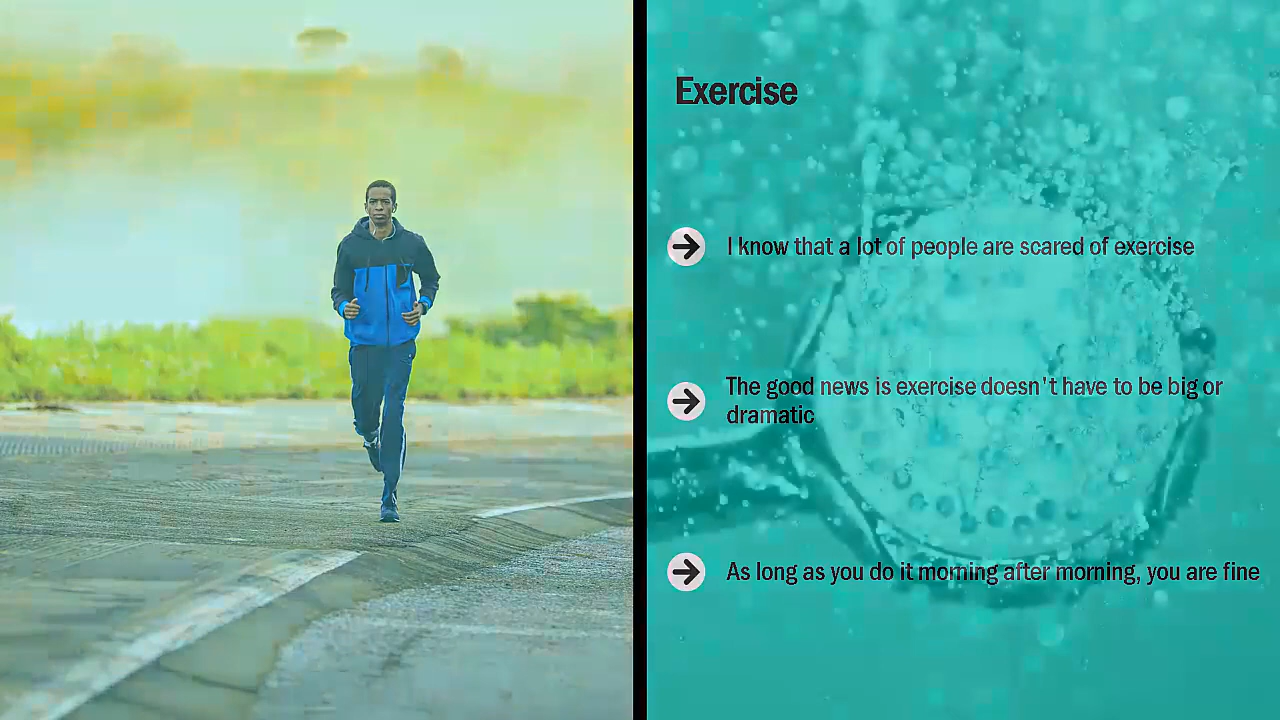 Exercise
I know that a lot of people are scared of exercise
The good news is exercise doesn't have to be big or
dramatic
As long as you do it morning after morning, you are fine